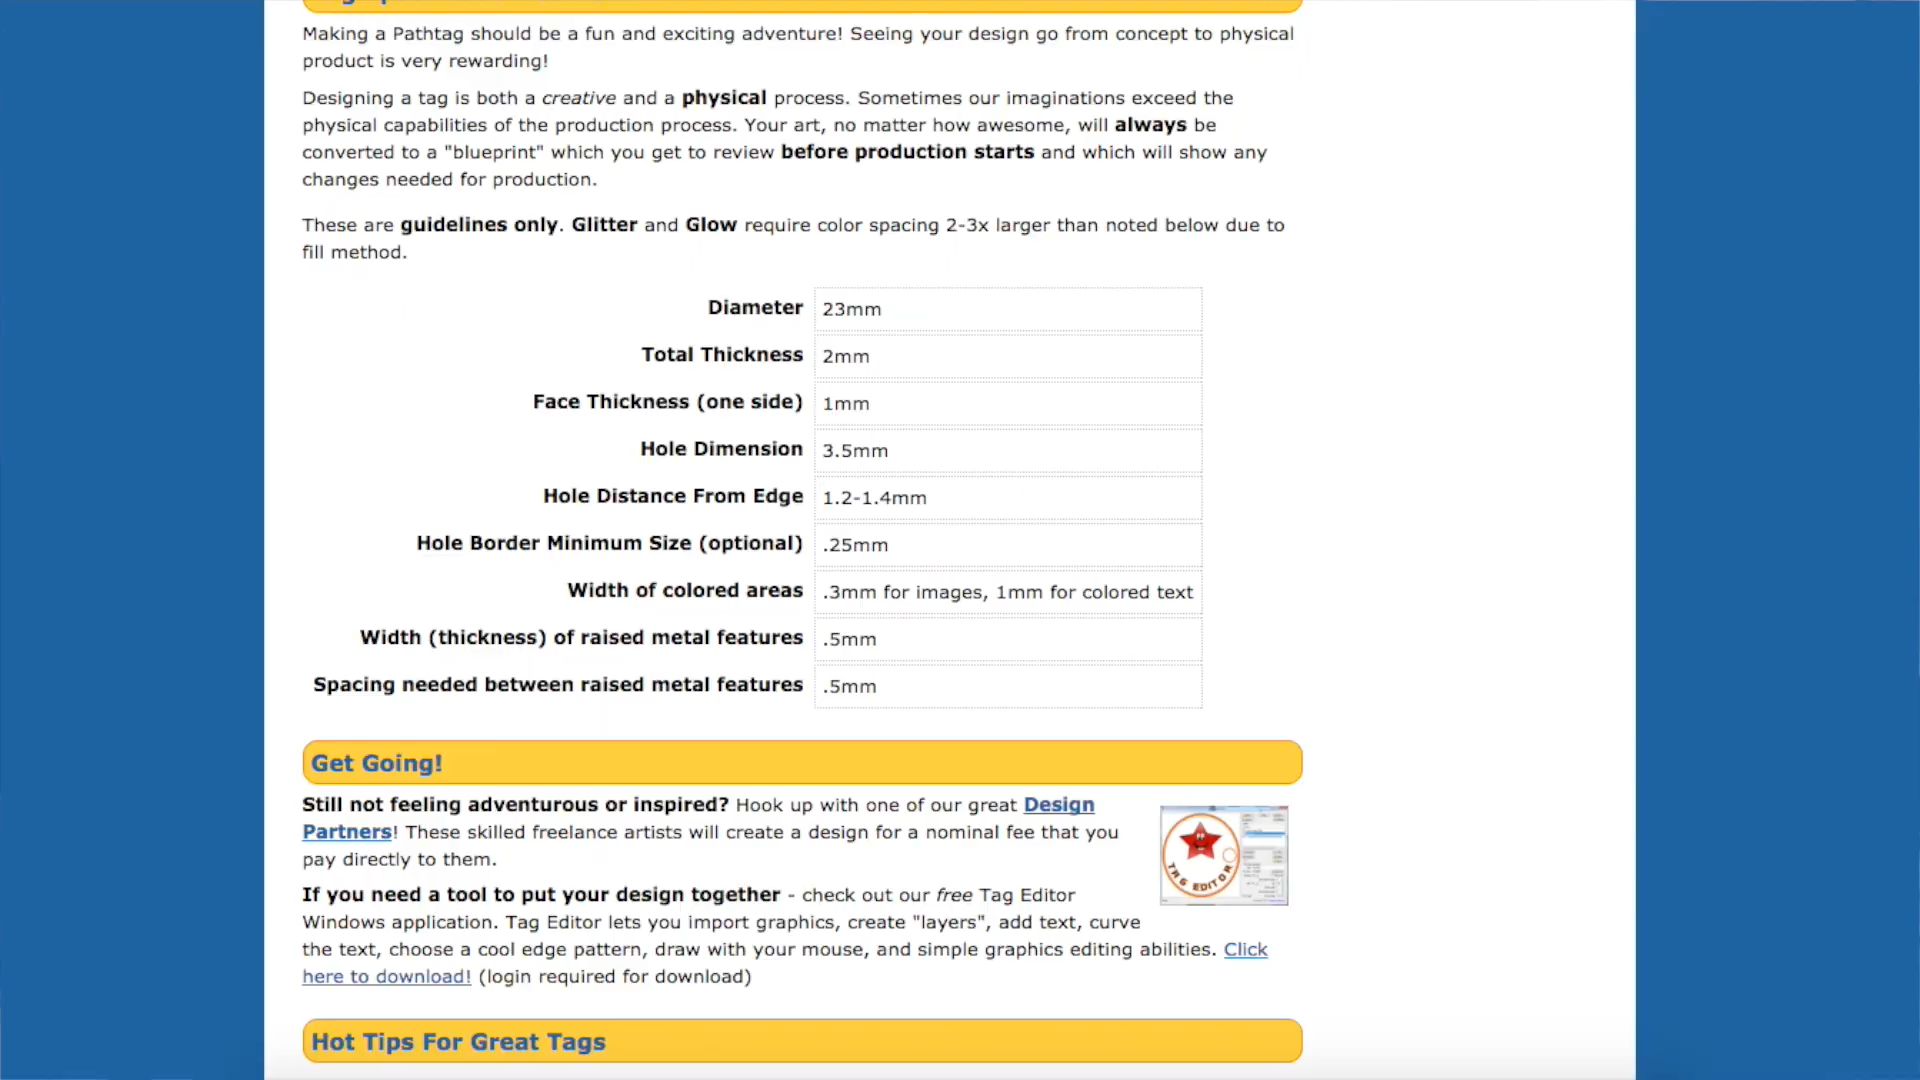 Making a Pathtag should be a fun and exciting adventure! Seeing your design go from concept to physical
product is very rewarding!
Designing a tag is both a creative and a physical process. Sometimes our imaginations exceed the
physical capabilities of the production process. Your art, no matter how awesome, will always be
converted to a "blueprint" which you get to review before production starts and which will show any
changes needed for production.
These are guidelines only. Glitter and Glow require color spacing 2-3x larger than noted below due to
fill method.
Diameter 23mm
Total Thickness 2mm
Face Thickness (one side) 1mm
Hole Dimension 3.5mm
Hole Distance From Edge 1.2-1.4mm
Hole Border Minimum Size (optional) .25mm
Width of colored areas .3mm for images, 1mm for colored text
Width (thickness) of raised metal features .5mm
Spacing needed between raised metal features .5mm
Get Going!
Still not feeling adventurous or inspired? Hook up with one of our great Design
Partners! These skilled freelance artists will create a design for a nominal fee that you
pay directly to them.
TAG EDITOR
If you need a tool to put your design together - check out our free Tag Editor
Windows application. Tag Editor lets you import graphics, create "layers", add text, curve
the text, choose a cool edge pattern, draw with your mouse, and simple graphics editing abilities. Click
here to download! (login required for download)
Hot Tips For Great Tags